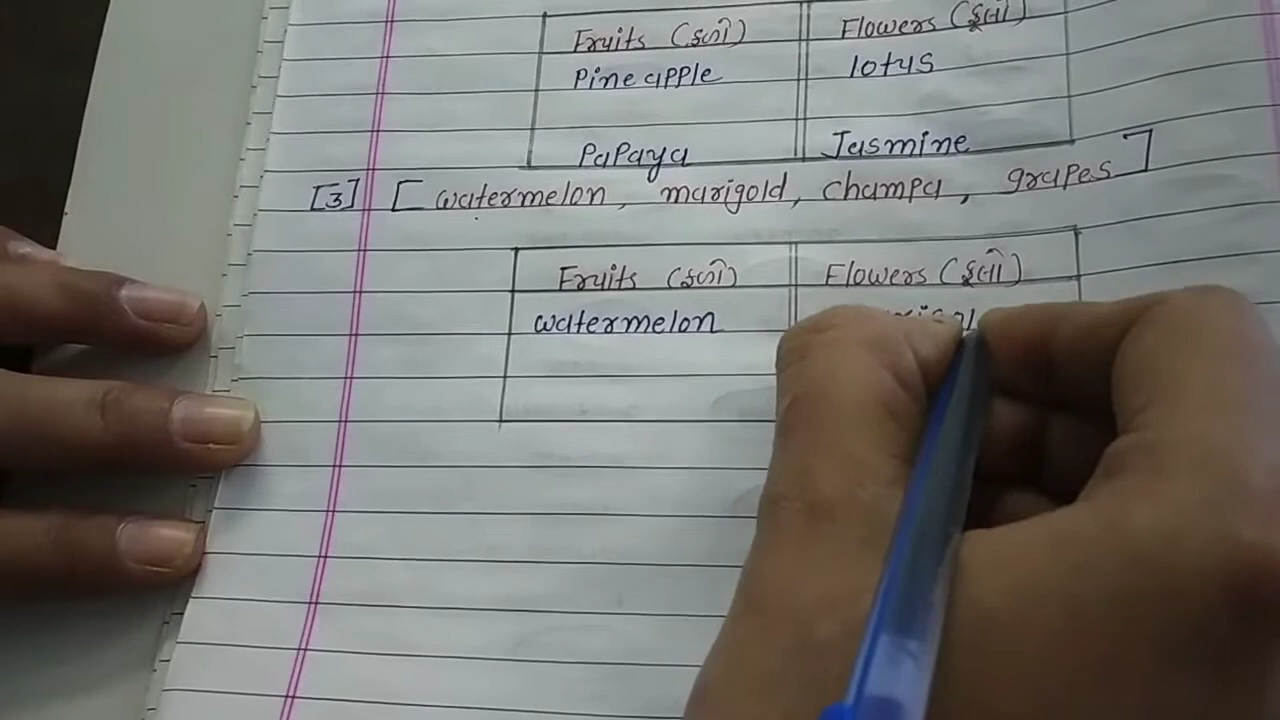 Fruits (ફળો) Flowers (ફૂલો)
Pineapple lotus
Papaya Jasmine
[3] [watermelon, marigold, champa, grapes]
Fruits (ફળો) Flowers (ફૂલો)
watermelon